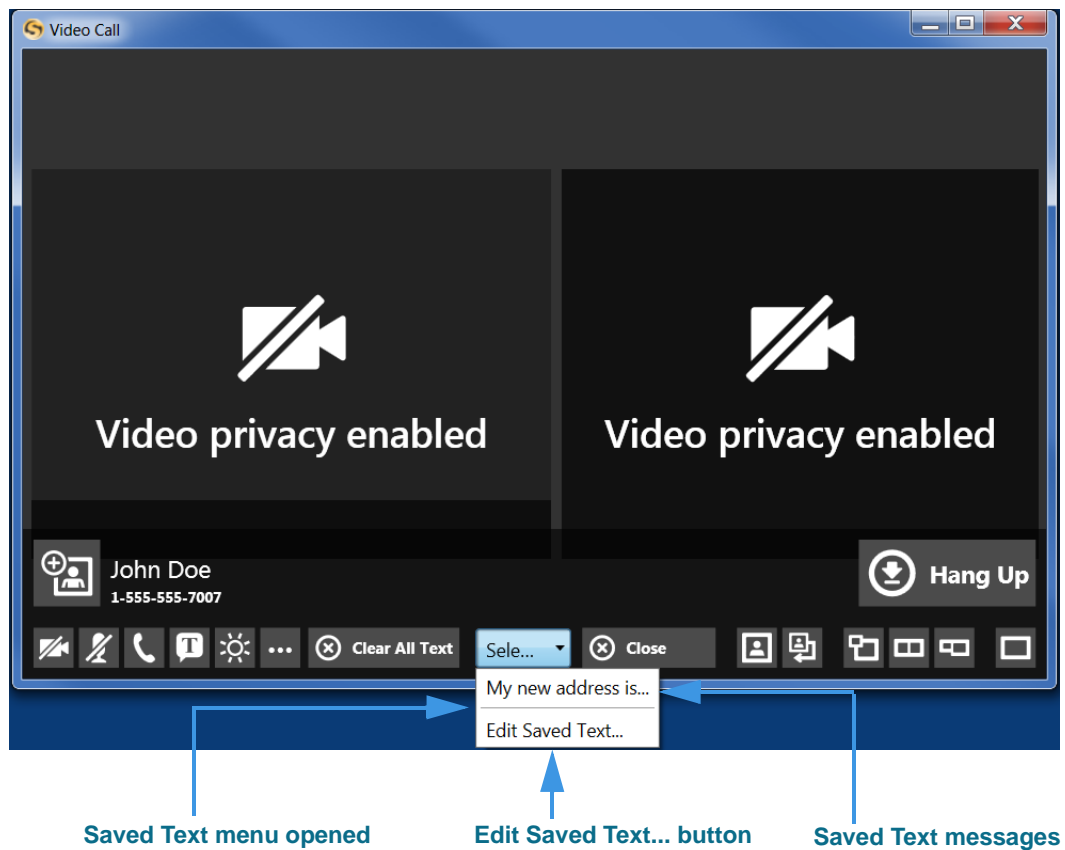 Video Call
Video privacy enabled
Video privacy enabled
John Doe
1-555-555-7007
Hang Up
T
Clear All Text
Sele...
Close
My new address is...
Edit Saved Text...
Saved Text menu opened
Edit Saved Text... button
Saved Text messages